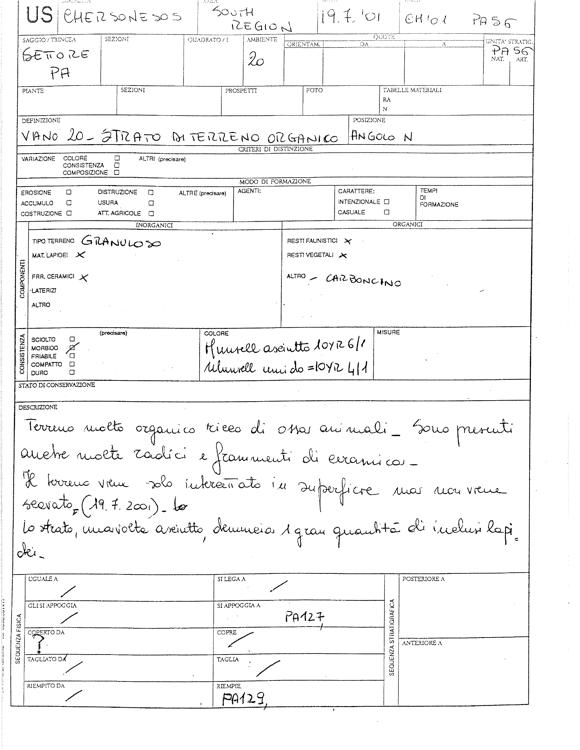 US CHERSONESOS SOUTH REGION 19.7.'01 CH'01 PA56
SAGGIO / TRINCEA SEZIONI QUADRATO / I AMBIENTE QUOTE UNITA' STRATIG.
ORIENTAM. DA A
SETTORE PA 20 PA 56
NAT. ART.
PIANTE SEZIONI PROSPETTI FOTO TABELLE MATERIALI
RA
N
DEFINIZIONE POSIZIONE
VANO 20 - STRATO DI TERRENO ORGANICO ANGOLO N
CRITERI DI DISTINZIONE
VARIAZIONE COLORE ALTRI (precisare)
CONSISTENZA
COMPOSIZIONE
MODO DI FORMAZIONE
EROSIONE DISTRUZIONE ALTRE (precisare) AGENTI: CARATTERE: TEMPI
ACCUMULO USURA INTENZIONALE DI
COSTRUZIONE ATT. AGRICOLE CASUALE FORMAZIONE
COMPONENTI
INORGANICI ORGANICI
TIPO TERRENO GRANULOSO RESTI FAUNISTICI X
MAT. LAPIDEI X RESTI VEGETALI X
FRR. CERAMICI X ALTRO - CARBONCINO
LATERIZI
ALTRO
CONSISTENZA
(precisare) COLORE MISURE
SCIOLTO
MORBIDO Munsell asciutto 10YR 6/1
FRIABILE
COMPATTO Munsell umido = 10YR 4/1
DURO
STATO DI CONSERVAZIONE
DESCRIZIONE
Terreno molto organico ricco di ossa animali - Sono presenti
anche molte radici e frammenti di ceramica -
Il terreno viene solo intercettato in superficie ma non viene
scavato, (19.7.2001). Lo
Lo strato, una volta asciutto, denuncia 1 gran quantità di inclusi lapi-
dei -
SEQUENZA FISICA
UGUALE A SI LEGA A
GLI SI APPOGGIA SI APPOGGIA A PA127,
COPERTO DA ? COPRE
TAGLIATO DA TAGLIA
RIEMPITO DA RIEMPIE PA129,
SEQUENZA STRATIGRAFICA
POSTERIORE A
ANTERIORE A